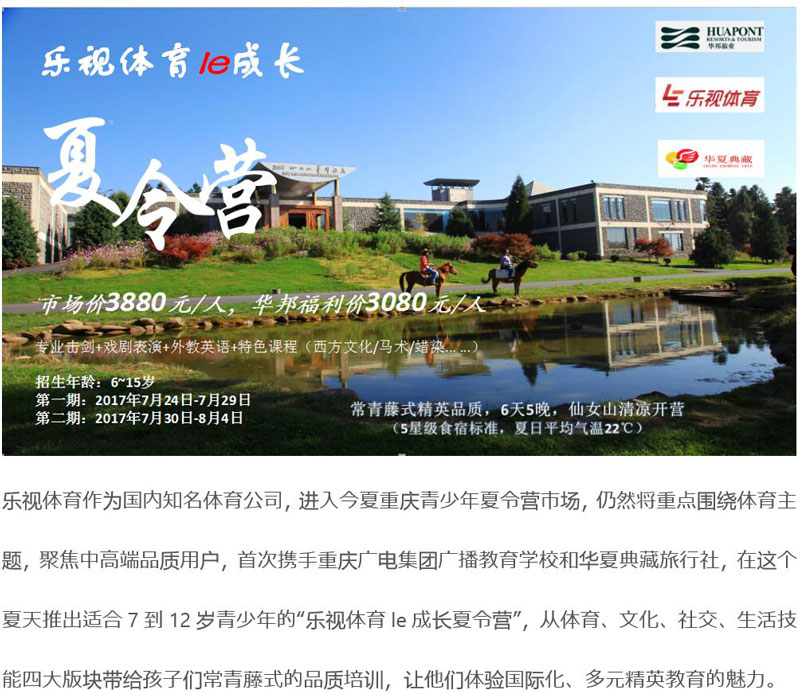 乐视体育le成长
夏令营
HUAPONT
RESORTS & TOURISM
华邦旅业
乐视体育
华夏典藏
市场价3880元/人，华邦福利价3080元/人
专业击剑+戏剧表演+外教英语+特色课程（西方文化/马术/蜡染... ...）
招生年龄：6~15岁
第一期：2017年7月24日-7月29日
第二期：2017年7月30日-8月4日
常青藤式精英品质，6天5晚，仙女山清凉开营
（5星级食宿标准，夏日平均气温22℃）
乐视体育作为国内知名体育公司，进入今夏重庆青少年夏令营市场，仍然将重点围绕体育主
题，聚焦中高端品质用户，首次携手重庆广电集团广播教育学校和华夏典藏旅行社，在这个
夏天推出适合 7 到 12 岁青少年的“乐视体育 le 成长夏令营”，从体育、文化、社交、生活技
能四大版块带给孩子们常青藤式的品质培训，让他们体验国际化、多元精英教育的魅力。